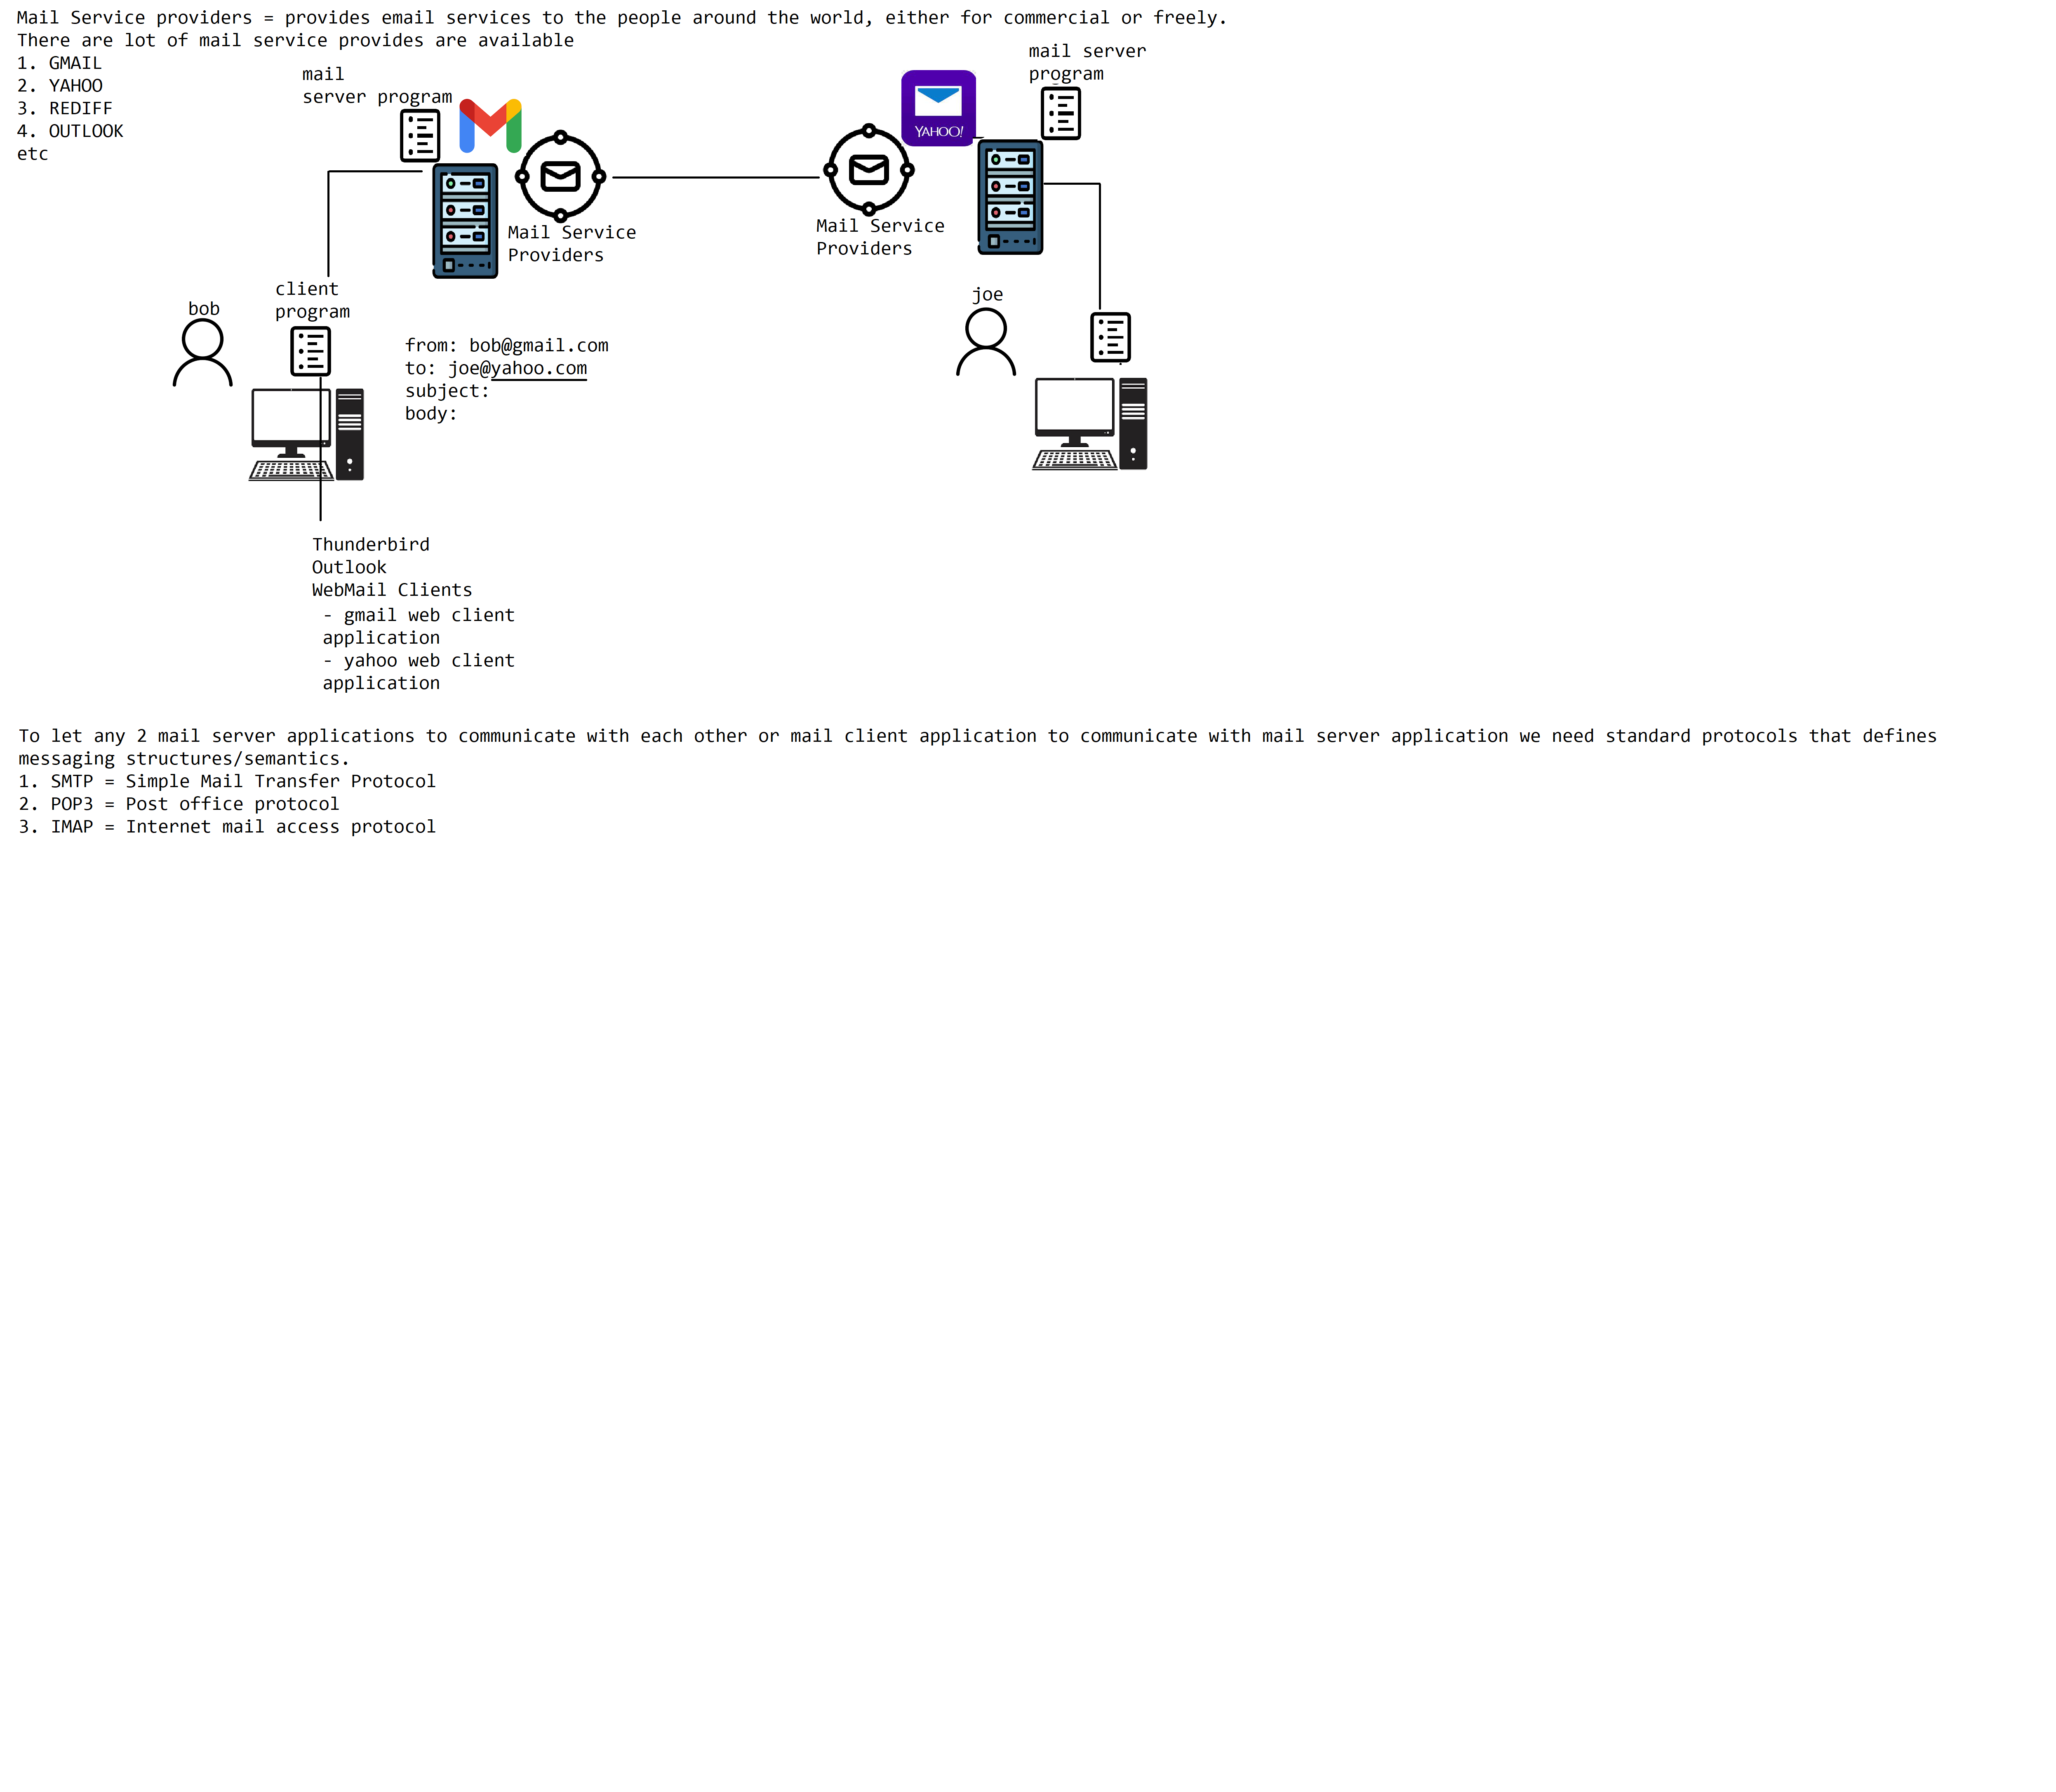 Mail Service providers = provides email services to the people around the world, either for commercial or freely.
There are lot of mail service provides are available
1. GMAIL
2. YAHOO
3. REDIFF
4. OUTLOOK
etc
mail
server program
mail server
program
YAHOO!
Mail Service
Providers
Mail Service
Providers
client
program
bob
joe
from: bob@gmail.com
to: joe@yahoo.com
subject:
body:
Thunderbird
Outlook
WebMail Clients
- gmail web client
application
- yahoo web client
application
To let any 2 mail server applications to communicate with each other or mail client application to communicate with mail server application we need standard protocols that defines
messaging structures/semantics.
1. SMTP = Simple Mail Transfer Protocol
2. POP3 = Post office protocol
3. IMAP = Internet mail access protocol